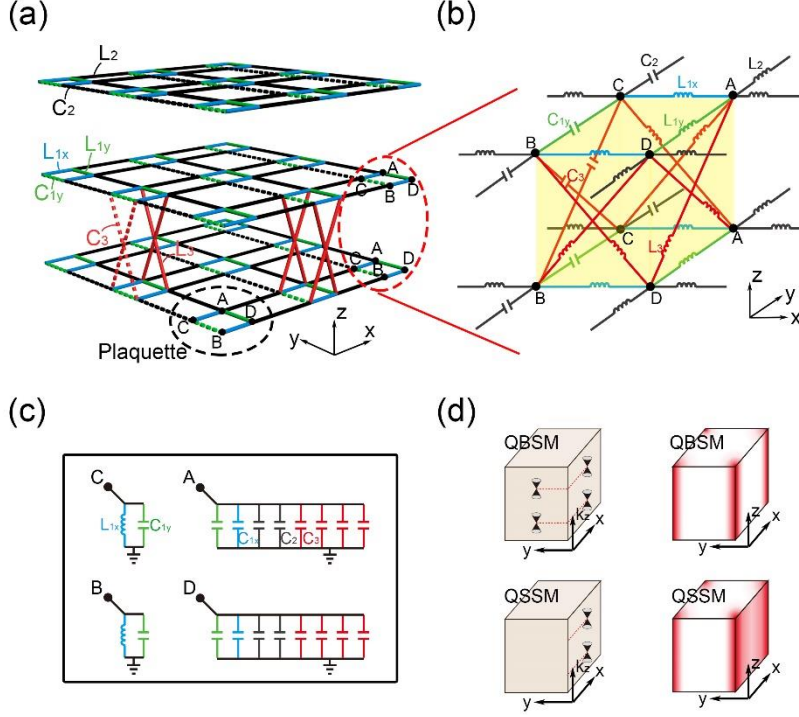 (a)
L2
C2
L1x
L1y
C1y
C3
L3
A
C
B
D
A
C
B
D
A
C
D
B
Plaquette
z
y
x
(b)
C2
L2
C
L1x
A
C1y
L1y
B
D
C3
C
L3
A
B
D
z
y
x
(c)
C
A
L1x
C1y
C1x
C2
C3
B
D
(d)
QBSM
kz
x
y
QBSM
z
x
y
QSSM
kz
x
y
QSSM
z
x
y